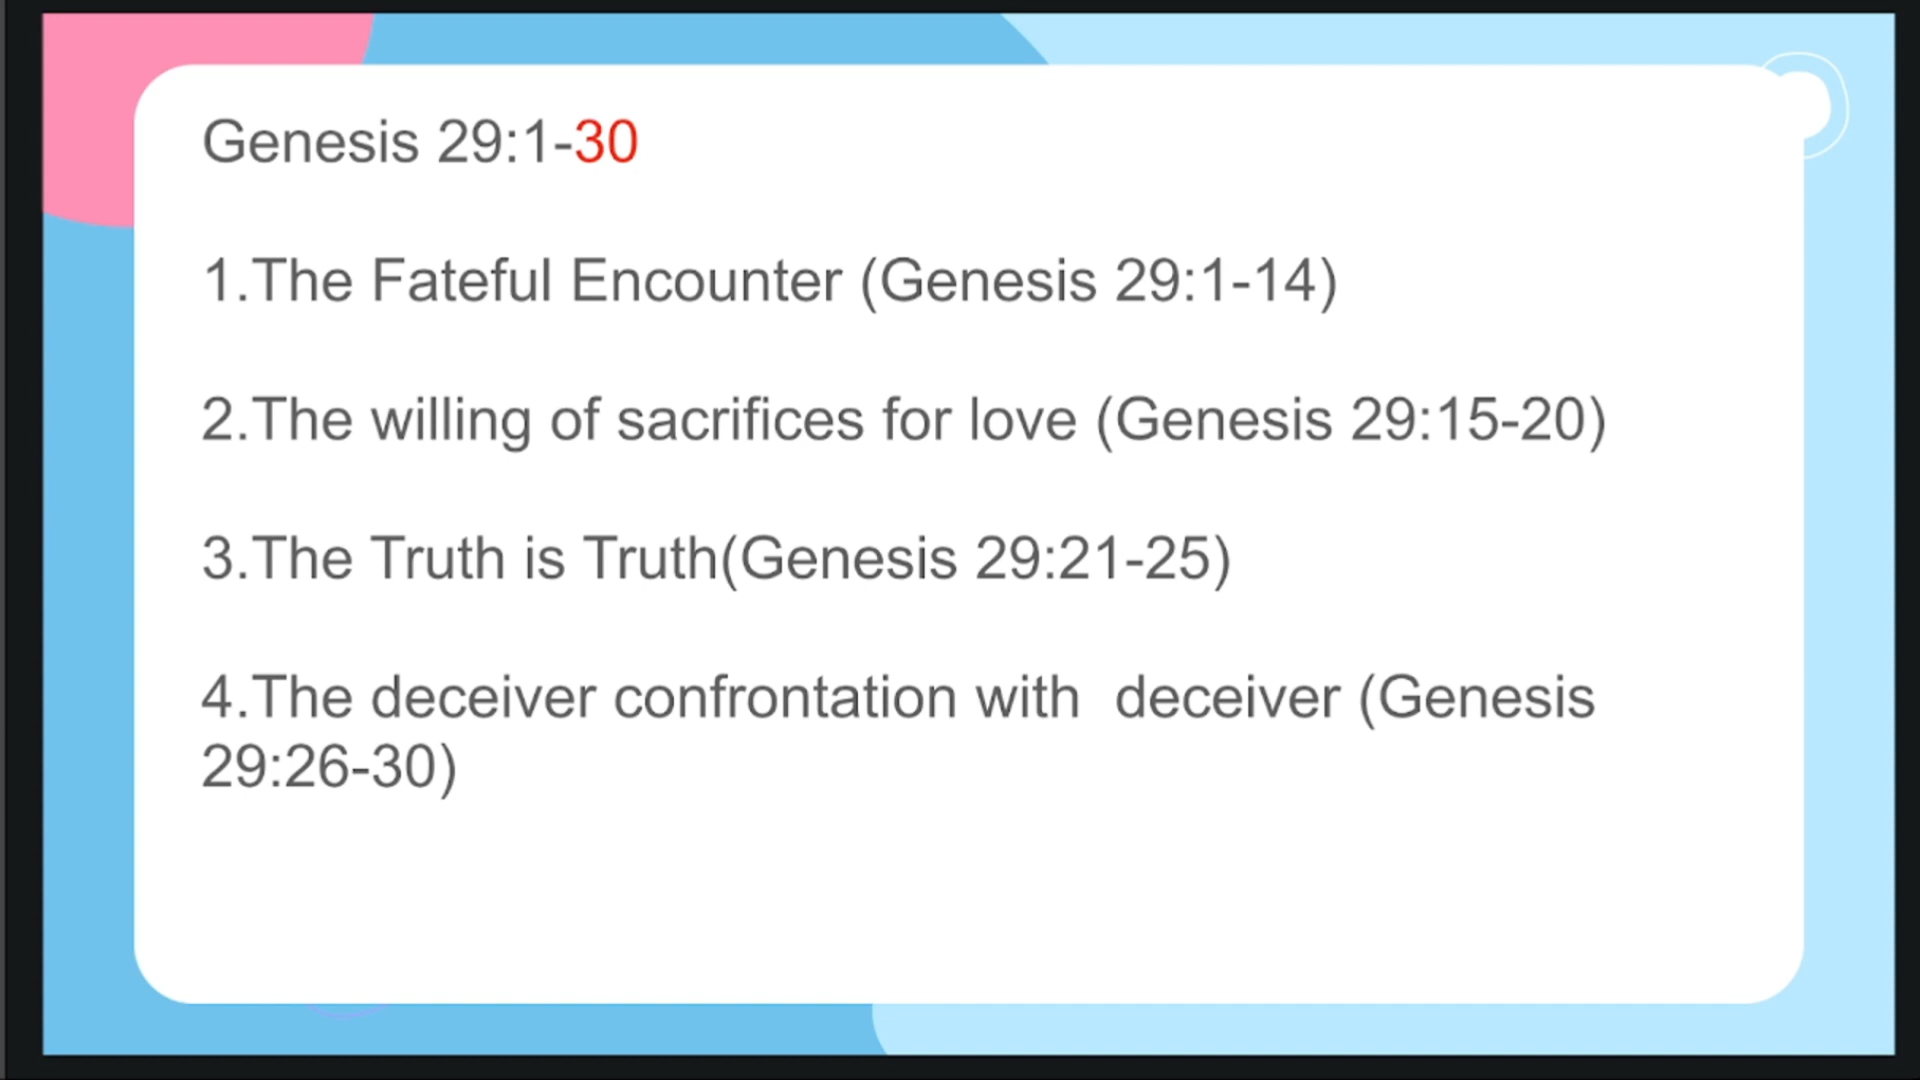 Genesis 29:1-30
1.The Fateful Encounter (Genesis 29:1-14)
2.The willing of sacrifices for love (Genesis 29:15-20)
3.The Truth is Truth(Genesis 29:21-25)
4.The deceiver confrontation with  deceiver (Genesis
29:26-30)